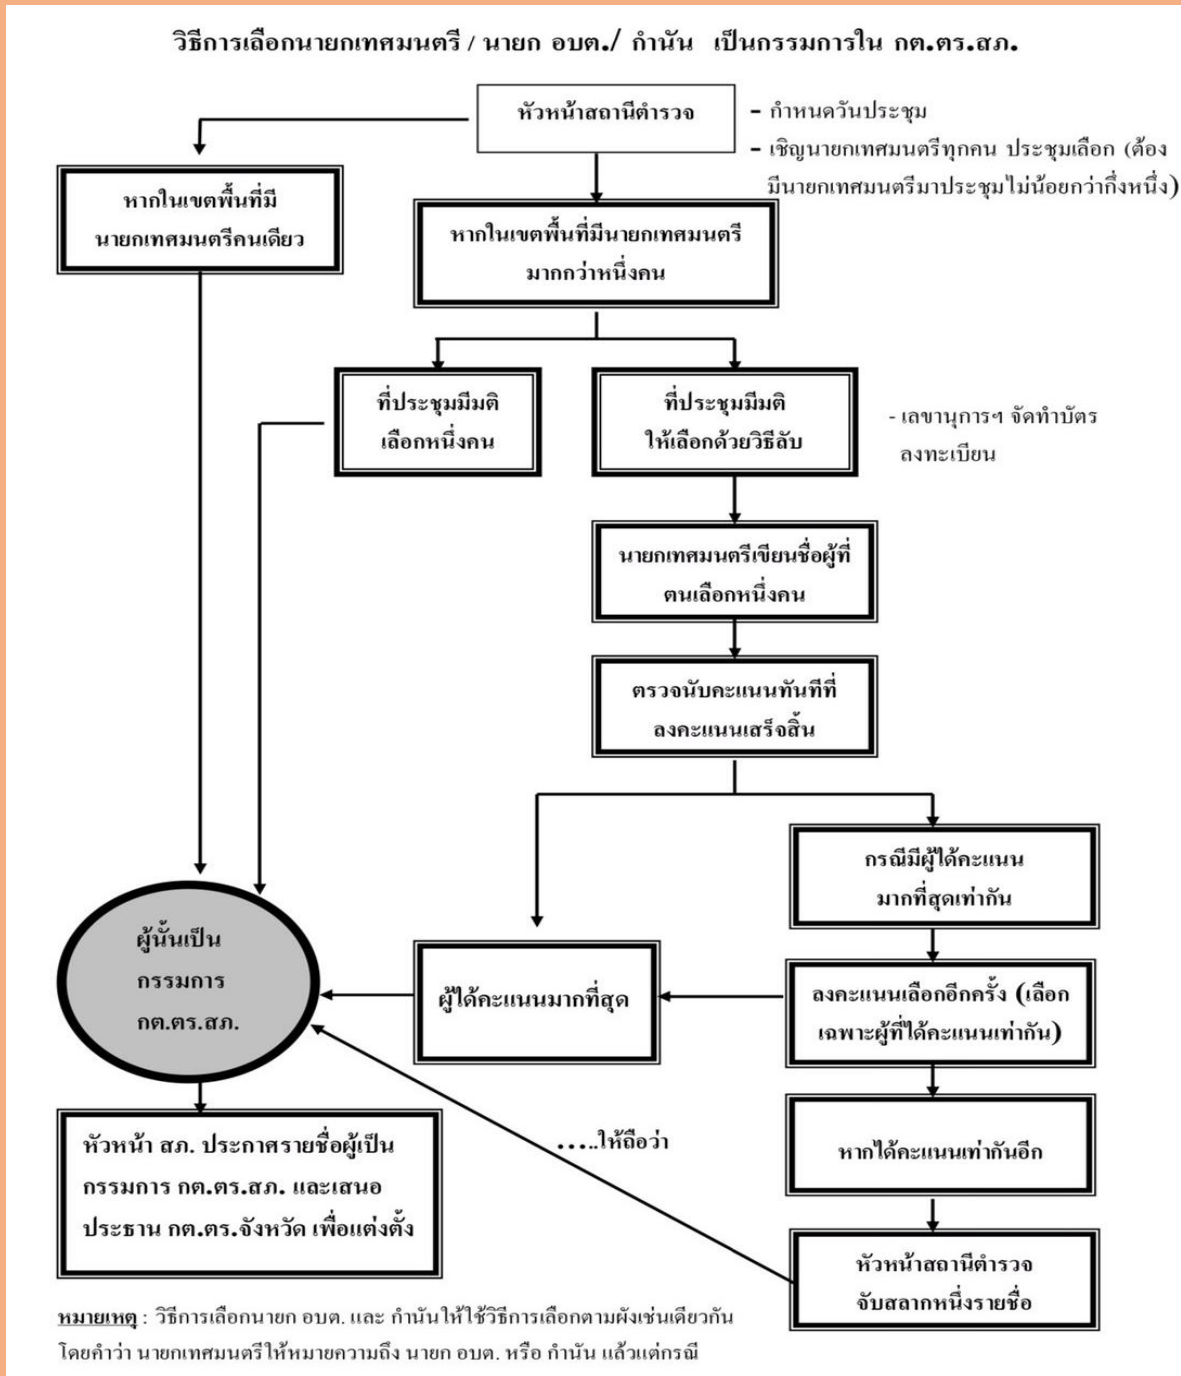 วิธีการเลือกนายกเทศมนตรี / นายก อบต./ กำนัน เป็นกรรมการใน กต.ตร.สภ.
หัวหน้าสถานีตำรวจ
- กำหนดวันประชุม
- เชิญนายกเทศมนตรีทุกคน ประชุมเลือก (ต้อง
มีนายกเทศมนตรีมาประชุมไม่น้อยกว่ากึ่งหนึ่ง)
หากในเขตพื้นที่มี
นายกเทศมนตรีคนเดียว
หากในเขตพื้นที่มีนายกเทศมนตรี
มากกว่าหนึ่งคน
ที่ประชุมมีมติ
เลือกหนึ่งคน
ที่ประชุมมีมติ
ให้เลือกด้วยวิธีลับ
- เลขานุการฯ จัดทำบัตร
ลงทะเบียน
นายกเทศมนตรีเขียนชื่อผู้ที่
ตนเลือกหนึ่งคน
ตรวจนับคะแนนทันทีที่
ลงคะแนนเสร็จสิ้น
กรณีมีผู้ได้คะแนน
มากที่สุดเท่ากัน
ผู้นั้นเป็น
กรรมการ
กต.ตร.สภ.
ผู้ได้คะแนนมากที่สุด
ลงคะแนนเลือกอีกครั้ง (เลือก
เฉพาะผู้ที่ได้คะแนนเท่ากัน)
หัวหน้า สภ. ประกาศรายชื่อผู้เป็น
กรรมการ กต.ตร.สภ. และเสนอ
ประธาน กต.ตร.จังหวัด เพื่อแต่งตั้ง
.....ให้ถือว่า
หากได้คะแนนเท่ากันอีก
หัวหน้าสถานีตำรวจ
จับสลากหนึ่งรายชื่อ
หมายเหตุ : วิธีการเลือกนายก อบต. และ กำนันให้ใช้วิธีการเลือกตามผังเช่นเดียวกัน
โดยคำว่า นายกเทศมนตรีให้หมายความถึง นายก อบต. หรือ กำนัน แล้วแต่กรณี